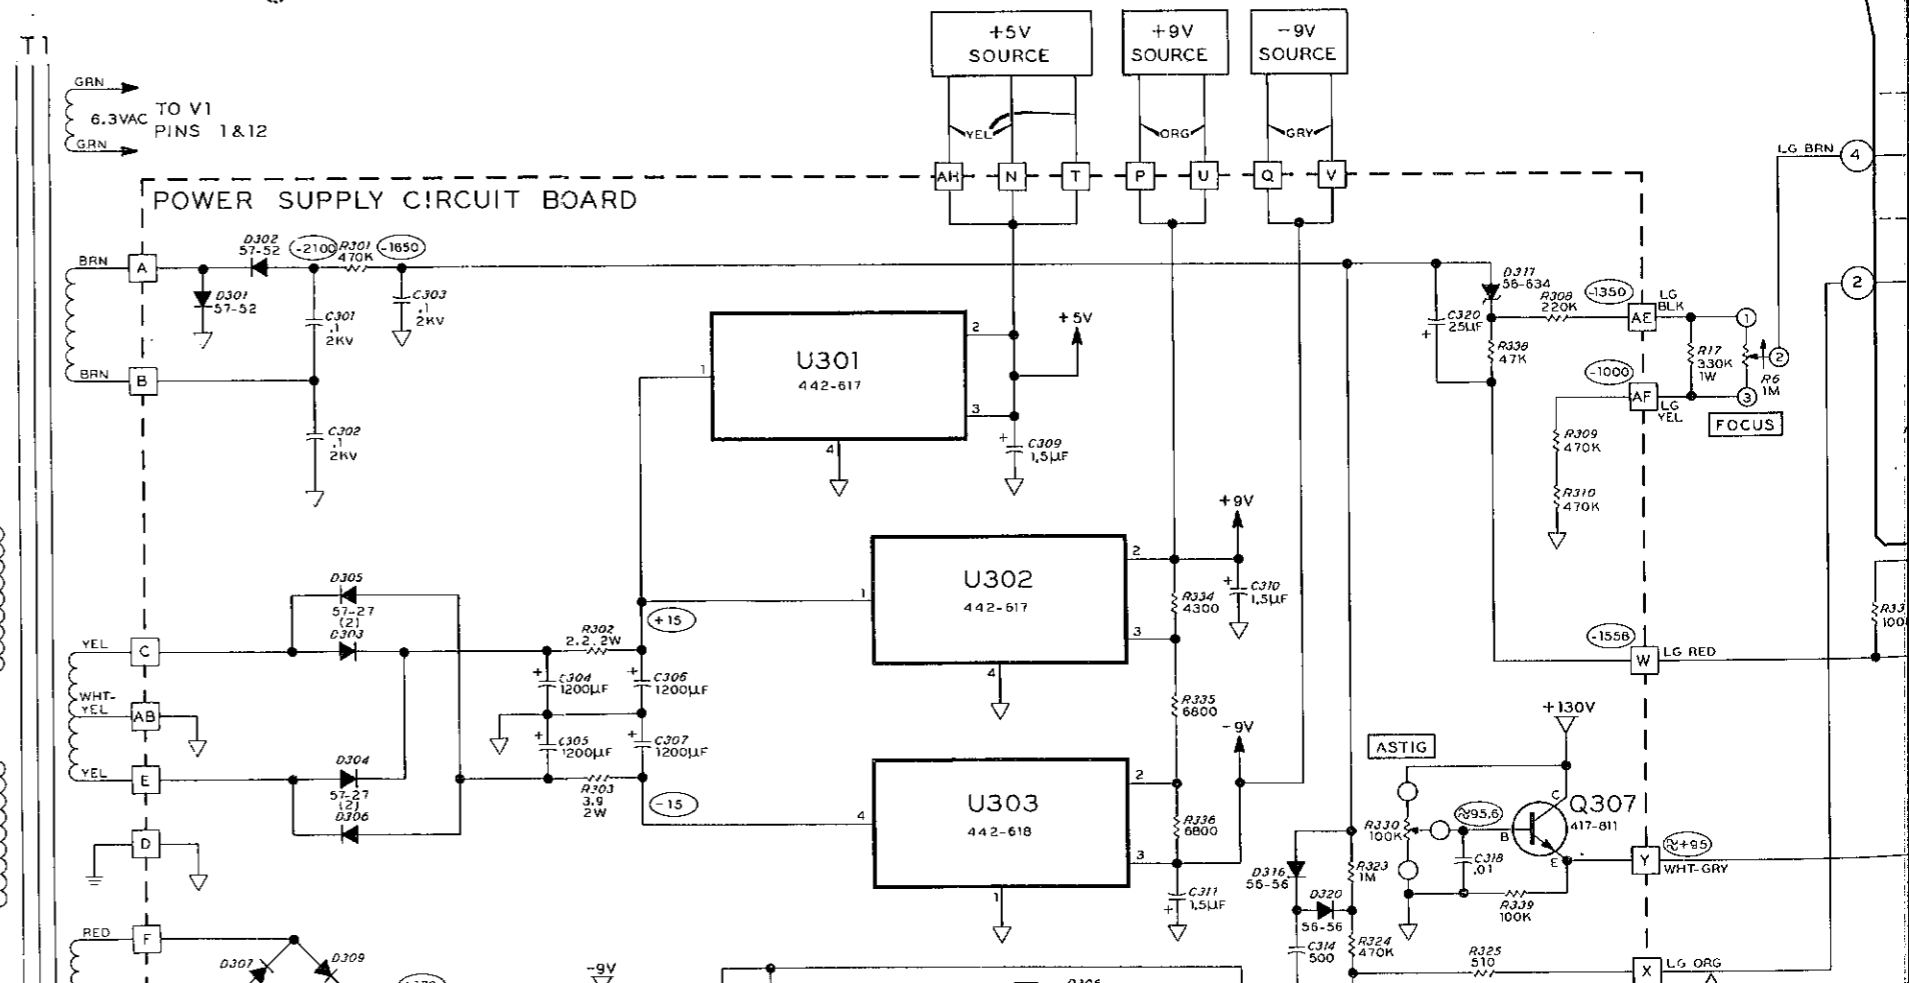 T1
GRN
6.3VAC
GRN
TO V1
PINS 1&12
+5V
SOURCE
+9V
SOURCE
-9V
SOURCE
YEL
ORG
GRY
AH
N
T
P
U
Q
V
LG BRN
4
2
POWER SUPPLY CIRCUIT BOARD
BRN
A
D302
57-52
-2100
R301
470K
-1650
D301
57-52
C301
.1
2KV
C303
.1
2KV
BRN
B
C302
.1
2KV
U301
442-617
1
2
3
4
+5V
C309
1.5µF
D317
56-634
C320
+
25µF
R308
220K
R338
47K
-1350
AE
LG
BLK
-1000
AF
LG
YEL
R17
330K
1W
1
2
3
R6
1M
FOCUS
R309
470K
R310
470K
U302
442-617
1
2
3
4
+9V
C310
1.5µF
R334
4300
R335
6800
D305
57-27
(2)
D303
YEL
C
WHT-
YEL
AB
YEL
E
D304
57-27
(2)
D306
R302
2.2, 2W
+15
C304
1200µF
C306
1200µF
C305
1200µF
C307
1200µF
R303
3.9
2W
-15
U303
442-618
4
2
3
1
-9V
R336
6800
C311
1.5µF
-1558
W
LG RED
+130V
ASTIG
R330
100K
≈95.6
C318
.01
C
B
E
Q307
417-811
R339
100K
≈+95
Y
WHT-GRY
D316
56-56
D320
56-56
R323
1M
C314
500
R324
470K
R325
510
X
LG ORG
D
RED
F
D307
D309
-9V